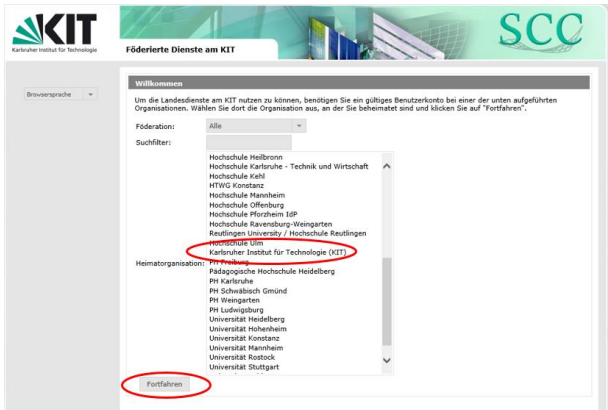 KIT
Karlsruher Institut für Technologie
Föderierte Dienste am KIT
SCC
Browsersprache
Willkommen
Um die Landesdienste am KIT nutzen zu können, benötigen Sie ein gültiges Benutzerkonto bei einer der unten aufgeführten
Organisationen. Wählen Sie dort die Organisation aus, an der Sie beheimatet sind und klicken Sie auf "Fortfahren".
Föderation:
Alle
Suchfilter:
Heimatorganisation:
Hochschule Heilbronn
Hochschule Karlsruhe - Technik und Wirtschaft
Hochschule Kehl
HTWG Konstanz
Hochschule Mannheim
Hochschule Offenburg
Hochschule Pforzheim IdP
Hochschule Ravensburg-Weingarten
Reutlingen University / Hochschule Reutlingen
Hochschule Ulm
Karlsruher Institut für Technologie (KIT)
PH Freiburg
Pädagogische Hochschule Heidelberg
PH Karlsruhe
PH Schwäbisch Gmünd
PH Weingarten
PH Ludwigsburg
Universität Heidelberg
Universität Hohenheim
Universität Konstanz
Universität Mannheim
Universität Rostock
Universität Stuttgart
Fortfahren